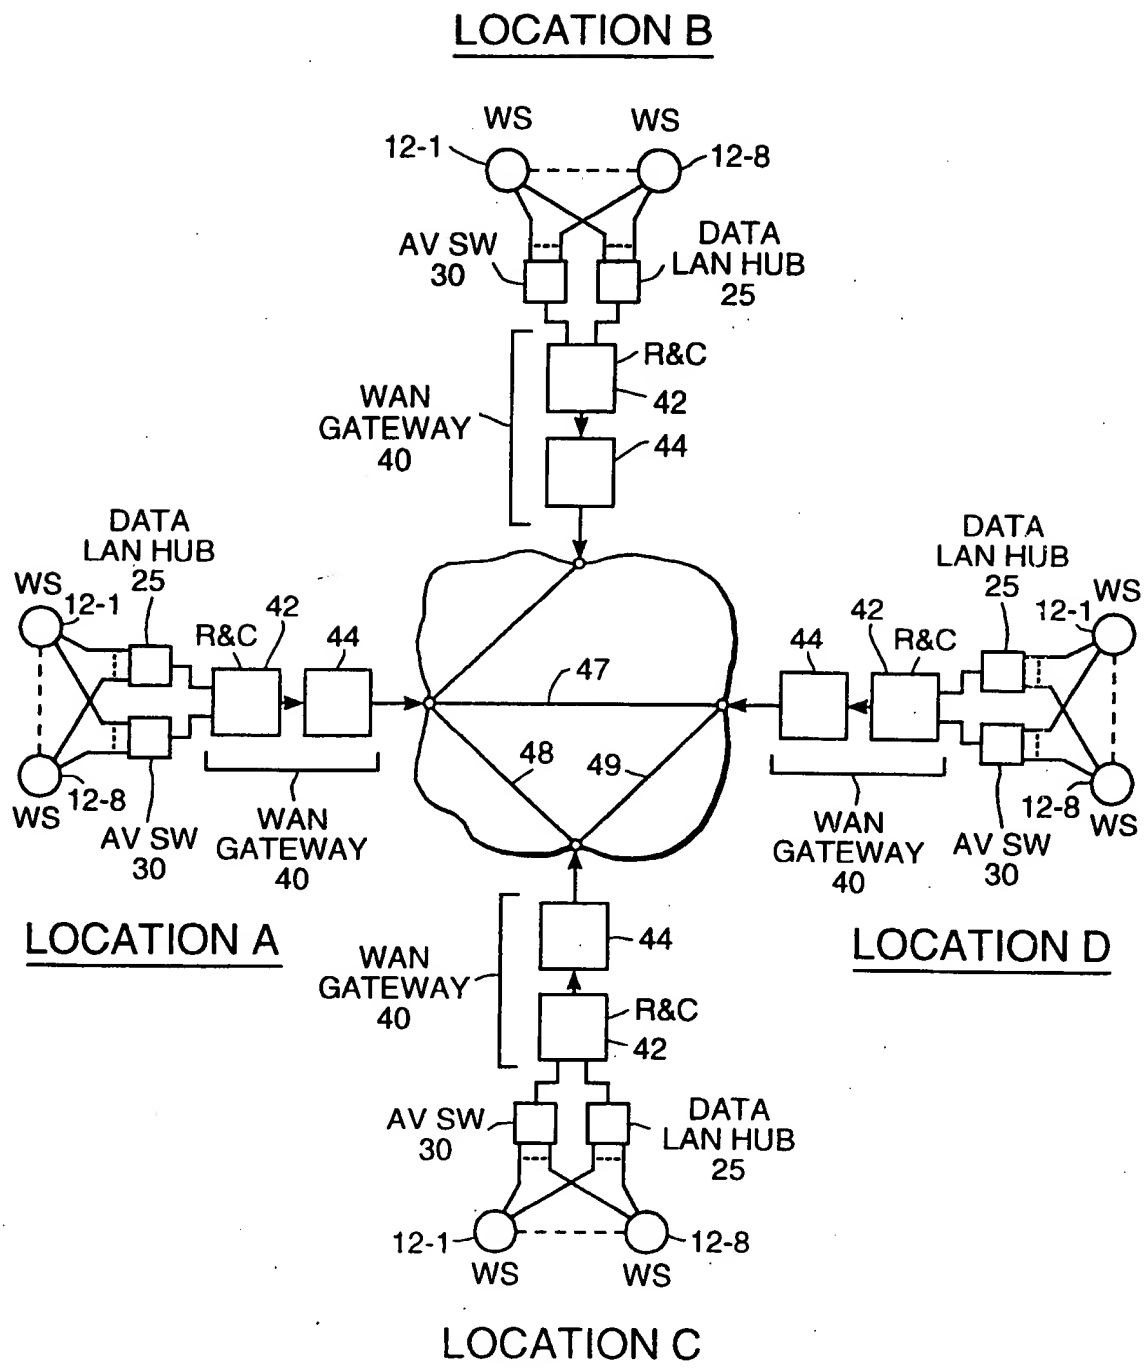 LOCATION B
WS
WS
12-1
12-8
AV SW
30
DATA
LAN HUB
25
R&C
42
WAN
GATEWAY
40
44
DATA
LAN HUB
25
WS
12-1
R&C
42
44
12-8
WS
AV SW
30
WAN
GATEWAY
40
LOCATION A
47
48
49
DATA
LAN HUB
25
WS
12-1
44
42
R&C
12-8
WS
WAN
GATEWAY
40
AV SW
30
LOCATION D
WAN
GATEWAY
40
44
R&C
42
AV SW
30
DATA
LAN HUB
25
12-1
12-8
WS
WS
LOCATION C